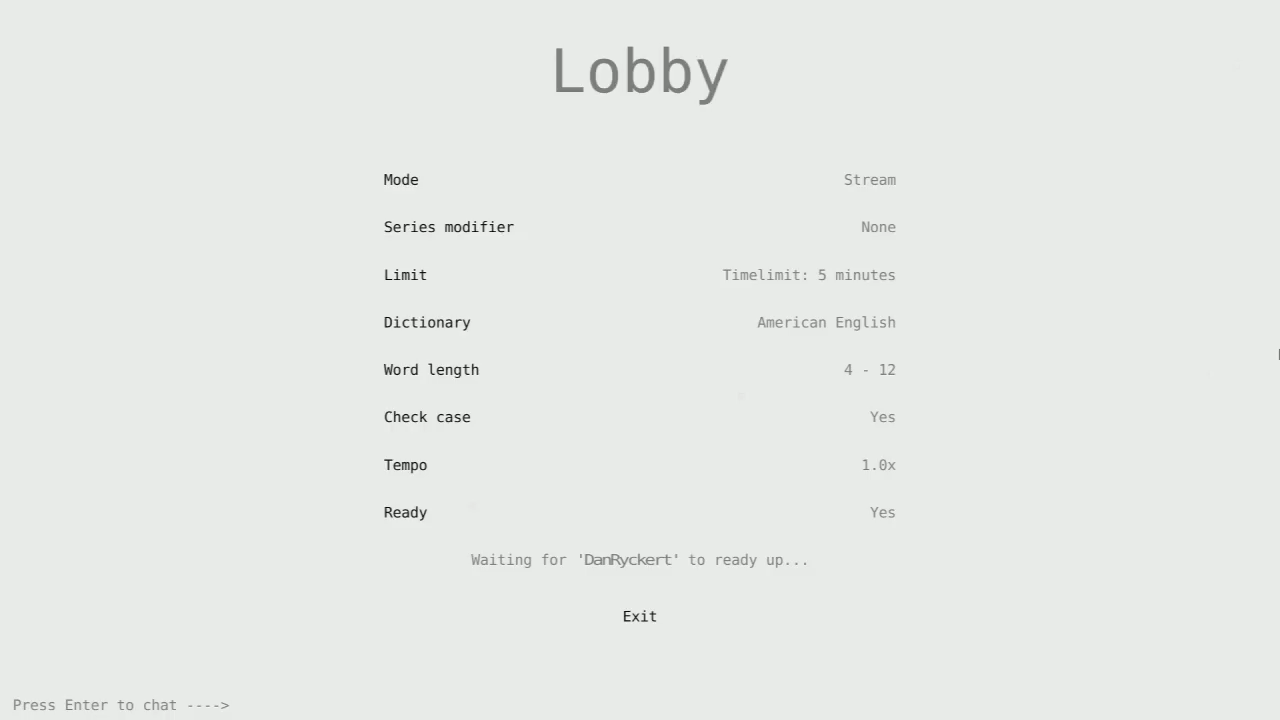 Lobby
Mode Stream
Series modifier None
Limit Timelimit: 5 minutes
Dictionary American English
Word length 4 - 12
Check case Yes
Tempo 1.0x
Ready Yes
Waiting for 'DanRyckert' to ready up...
Exit
Press Enter to chat ---->